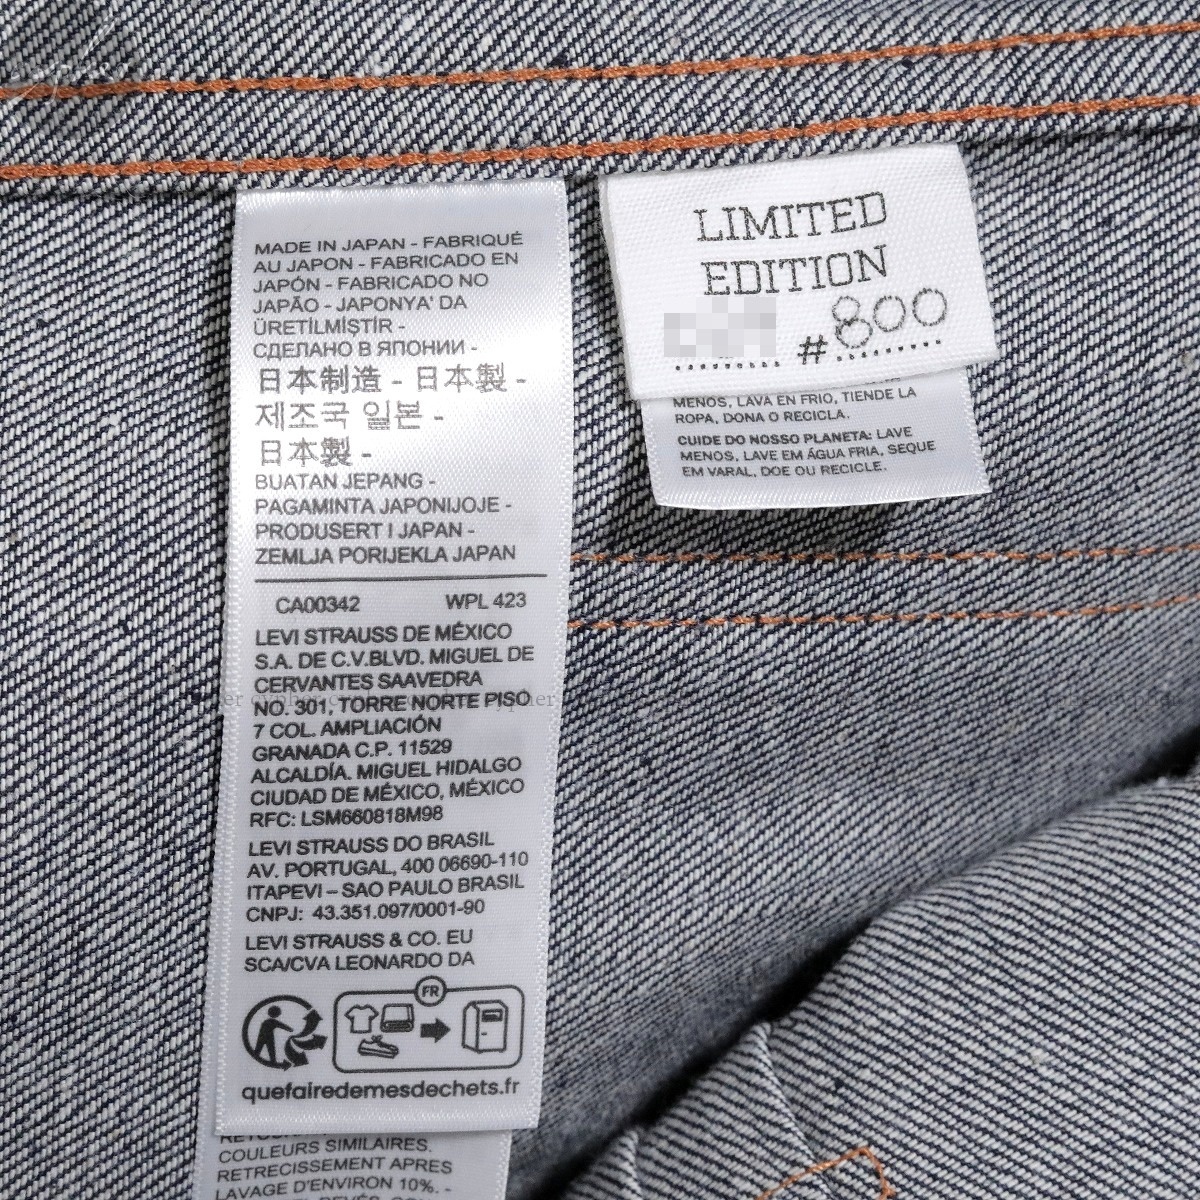 MADE IN JAPAN - FABRIQUÉ
AU JAPON - FABRICADO EN
JAPÓN - FABRICADO NO
JAPÃO - JAPONYA' DA
ÜRETİLMİŞTİR -
СДЕЛАНО В ЯПОНИИ -
日本制造 - 日本製 -
제조국 일본 -
日本製 -
BUATAN JEPANG -
PAGAMINTA JAPONIJOJE -
PRODUSERT I JAPAN -
ZEMLJA PORIJEKLA JAPAN
CA00342 WPL 423
LEVI STRAUSS DE MÉXICO
S.A. DE C.V.BLVD. MIGUEL DE
CERVANTES SAAVEDRA
NO. 301, TORRE NORTE PISO
7 COL. AMPLIACIÓN
GRANADA C.P. 11529
ALCALDÍA. MIGUEL HIDALGO
CIUDAD DE MÉXICO, MÉXICO
RFC: LSM660818M98
LEVI STRAUSS DO BRASIL
AV. PORTUGAL, 400 06690-110
ITAPEVI – SAO PAULO BRASIL
CNPJ: 43.351.097/0001-90
LEVI STRAUSS & CO. EU
SCA/CVA LEONARDO DA
FR
quefairedemesdechets.fr
COULEURS SIMILAIRES.
RETRECISSEMENT APRES
LAVAGE D'ENVIRON 10%. -
LIMITED
EDITION
#800
MENOS, LAVA EN FRIO, TIENDE LA
ROPA, DONA O RECICLA.
CUIDE DO NOSSO PLANETA: LAVE
MENOS, LAVE EM ÁGUA FRIA, SEQUE
EM VARAL, DOE OU RECICLE.